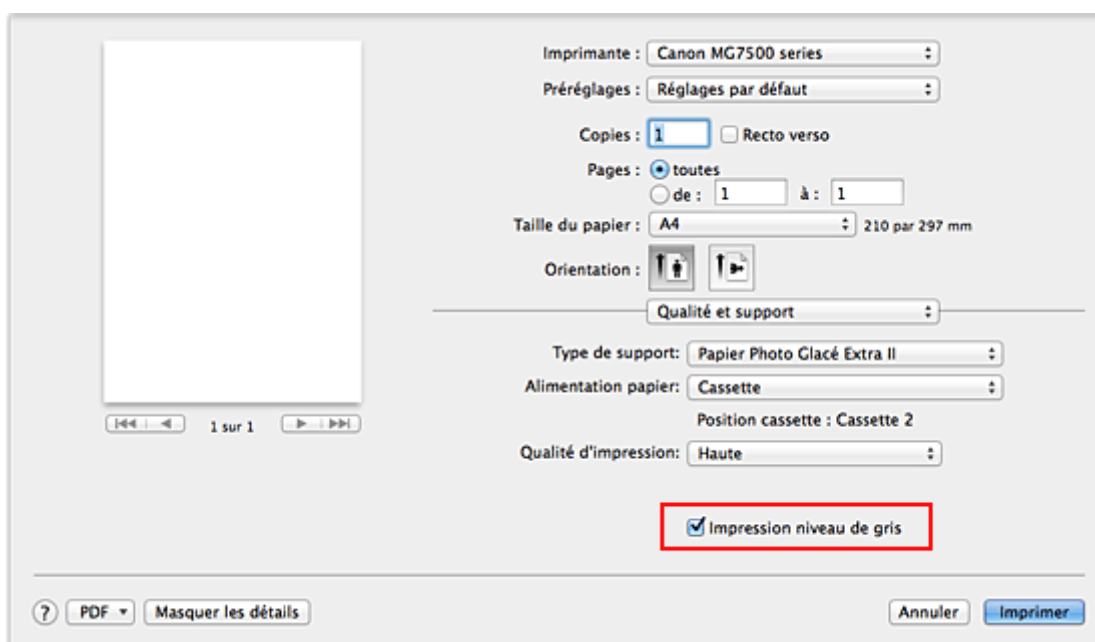 Imprimante : Canon MG7500 series
Préréglages : Réglages par défaut
Copies : 1 Recto verso
Pages : toutes
de : 1 à : 1
Taille du papier : A4 210 par 297 mm
Orientation :
Qualité et support
Type de support: Papier Photo Glacé Extra II
Alimentation papier: Cassette
Position cassette : Cassette 2
1 sur 1
Qualité d'impression: Haute
Impression niveau de gris
? PDF Masquer les détails Annuler Imprimer